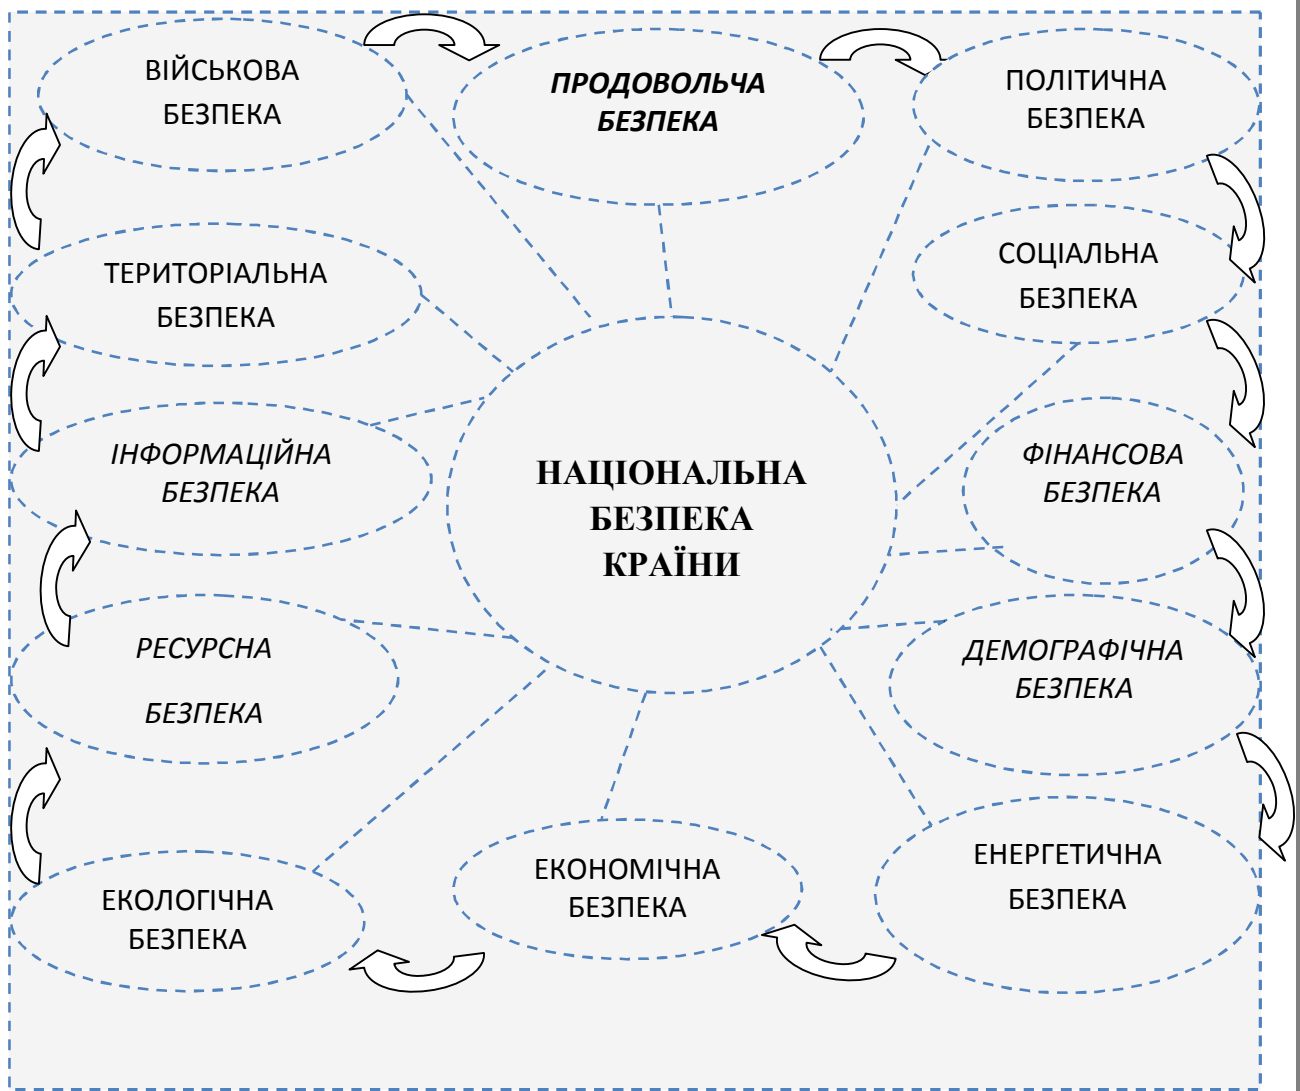 ВІЙСЬКОВА
БЕЗПЕКА
ПРОДОВОЛЬЧА
БЕЗПЕКА
ПОЛІТИЧНА
БЕЗПЕКА
ТЕРИТОРІАЛЬНА
БЕЗПЕКА
СОЦІАЛЬНА
БЕЗПЕКА
ІНФОРМАЦІЙНА
БЕЗПЕКА
НАЦІОНАЛЬНА
БЕЗПЕКА
КРАЇНИ
ФІНАНСОВА
БЕЗПЕКА
РЕСУРСНА
БЕЗПЕКА
ДЕМОГРАФІЧНА
БЕЗПЕКА
ЕКОЛОГІЧНА
БЕЗПЕКА
ЕКОНОМІЧНА
БЕЗПЕКА
ЕНЕРГЕТИЧНА
БЕЗПЕКА